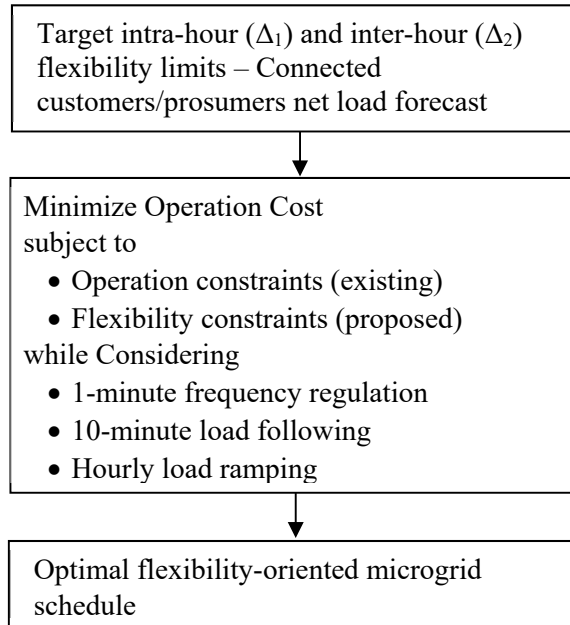 Target intra-hour (Δ₁) and inter-hour (Δ₂)
flexibility limits – Connected
customers/prosumers net load forecast
Minimize Operation Cost
subject to
• Operation constraints (existing)
• Flexibility constraints (proposed)
while Considering
• 1-minute frequency regulation
• 10-minute load following
• Hourly load ramping
Optimal flexibility-oriented microgrid
schedule